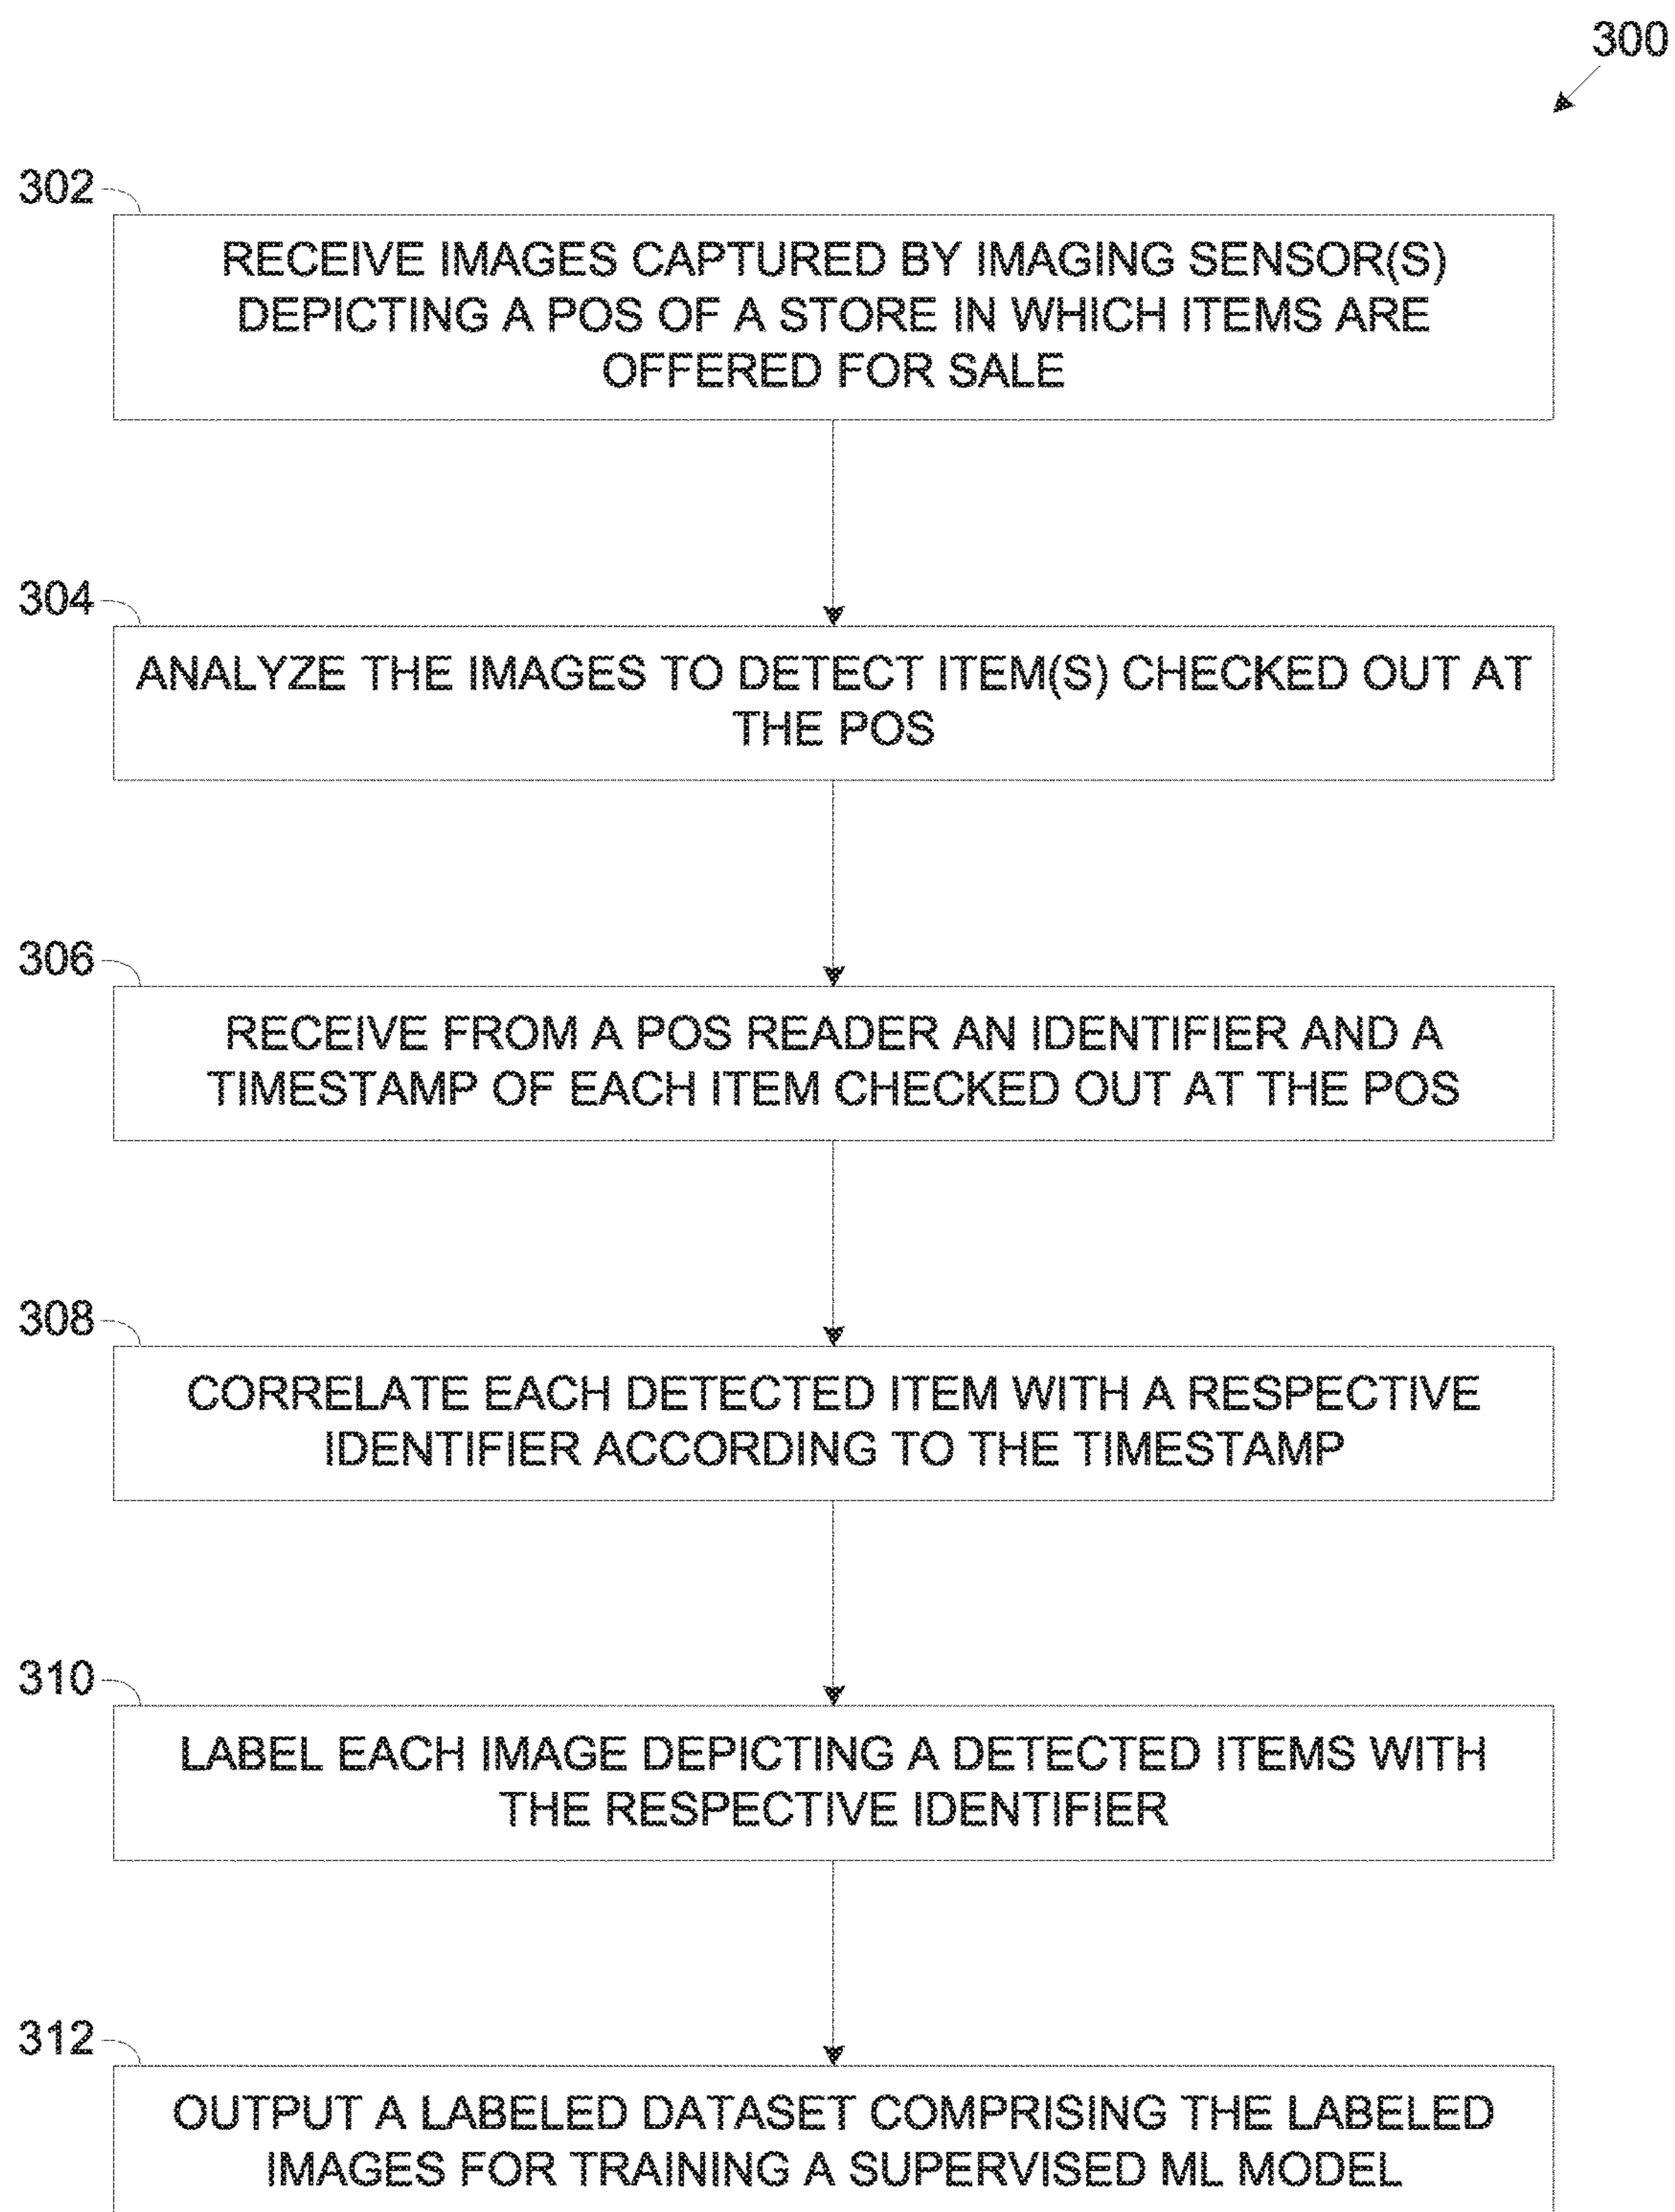 300
302
RECEIVE IMAGES CAPTURED BY IMAGING SENSOR(S)
DEPICTING A POS OF A STORE IN WHICH ITEMS ARE
OFFERED FOR SALE
304
ANALYZE THE IMAGES TO DETECT ITEM(S) CHECKED OUT AT
THE POS
306
RECEIVE FROM A POS READER AN IDENTIFIER AND A
TIMESTAMP OF EACH ITEM CHECKED OUT AT THE POS
308
CORRELATE EACH DETECTED ITEM WITH A RESPECTIVE
IDENTIFIER ACCORDING TO THE TIMESTAMP
310
LABEL EACH IMAGE DEPICTING A DETECTED ITEMS WITH
THE RESPECTIVE IDENTIFIER
312
OUTPUT A LABELED DATASET COMPRISING THE LABELED
IMAGES FOR TRAINING A SUPERVISED ML MODEL